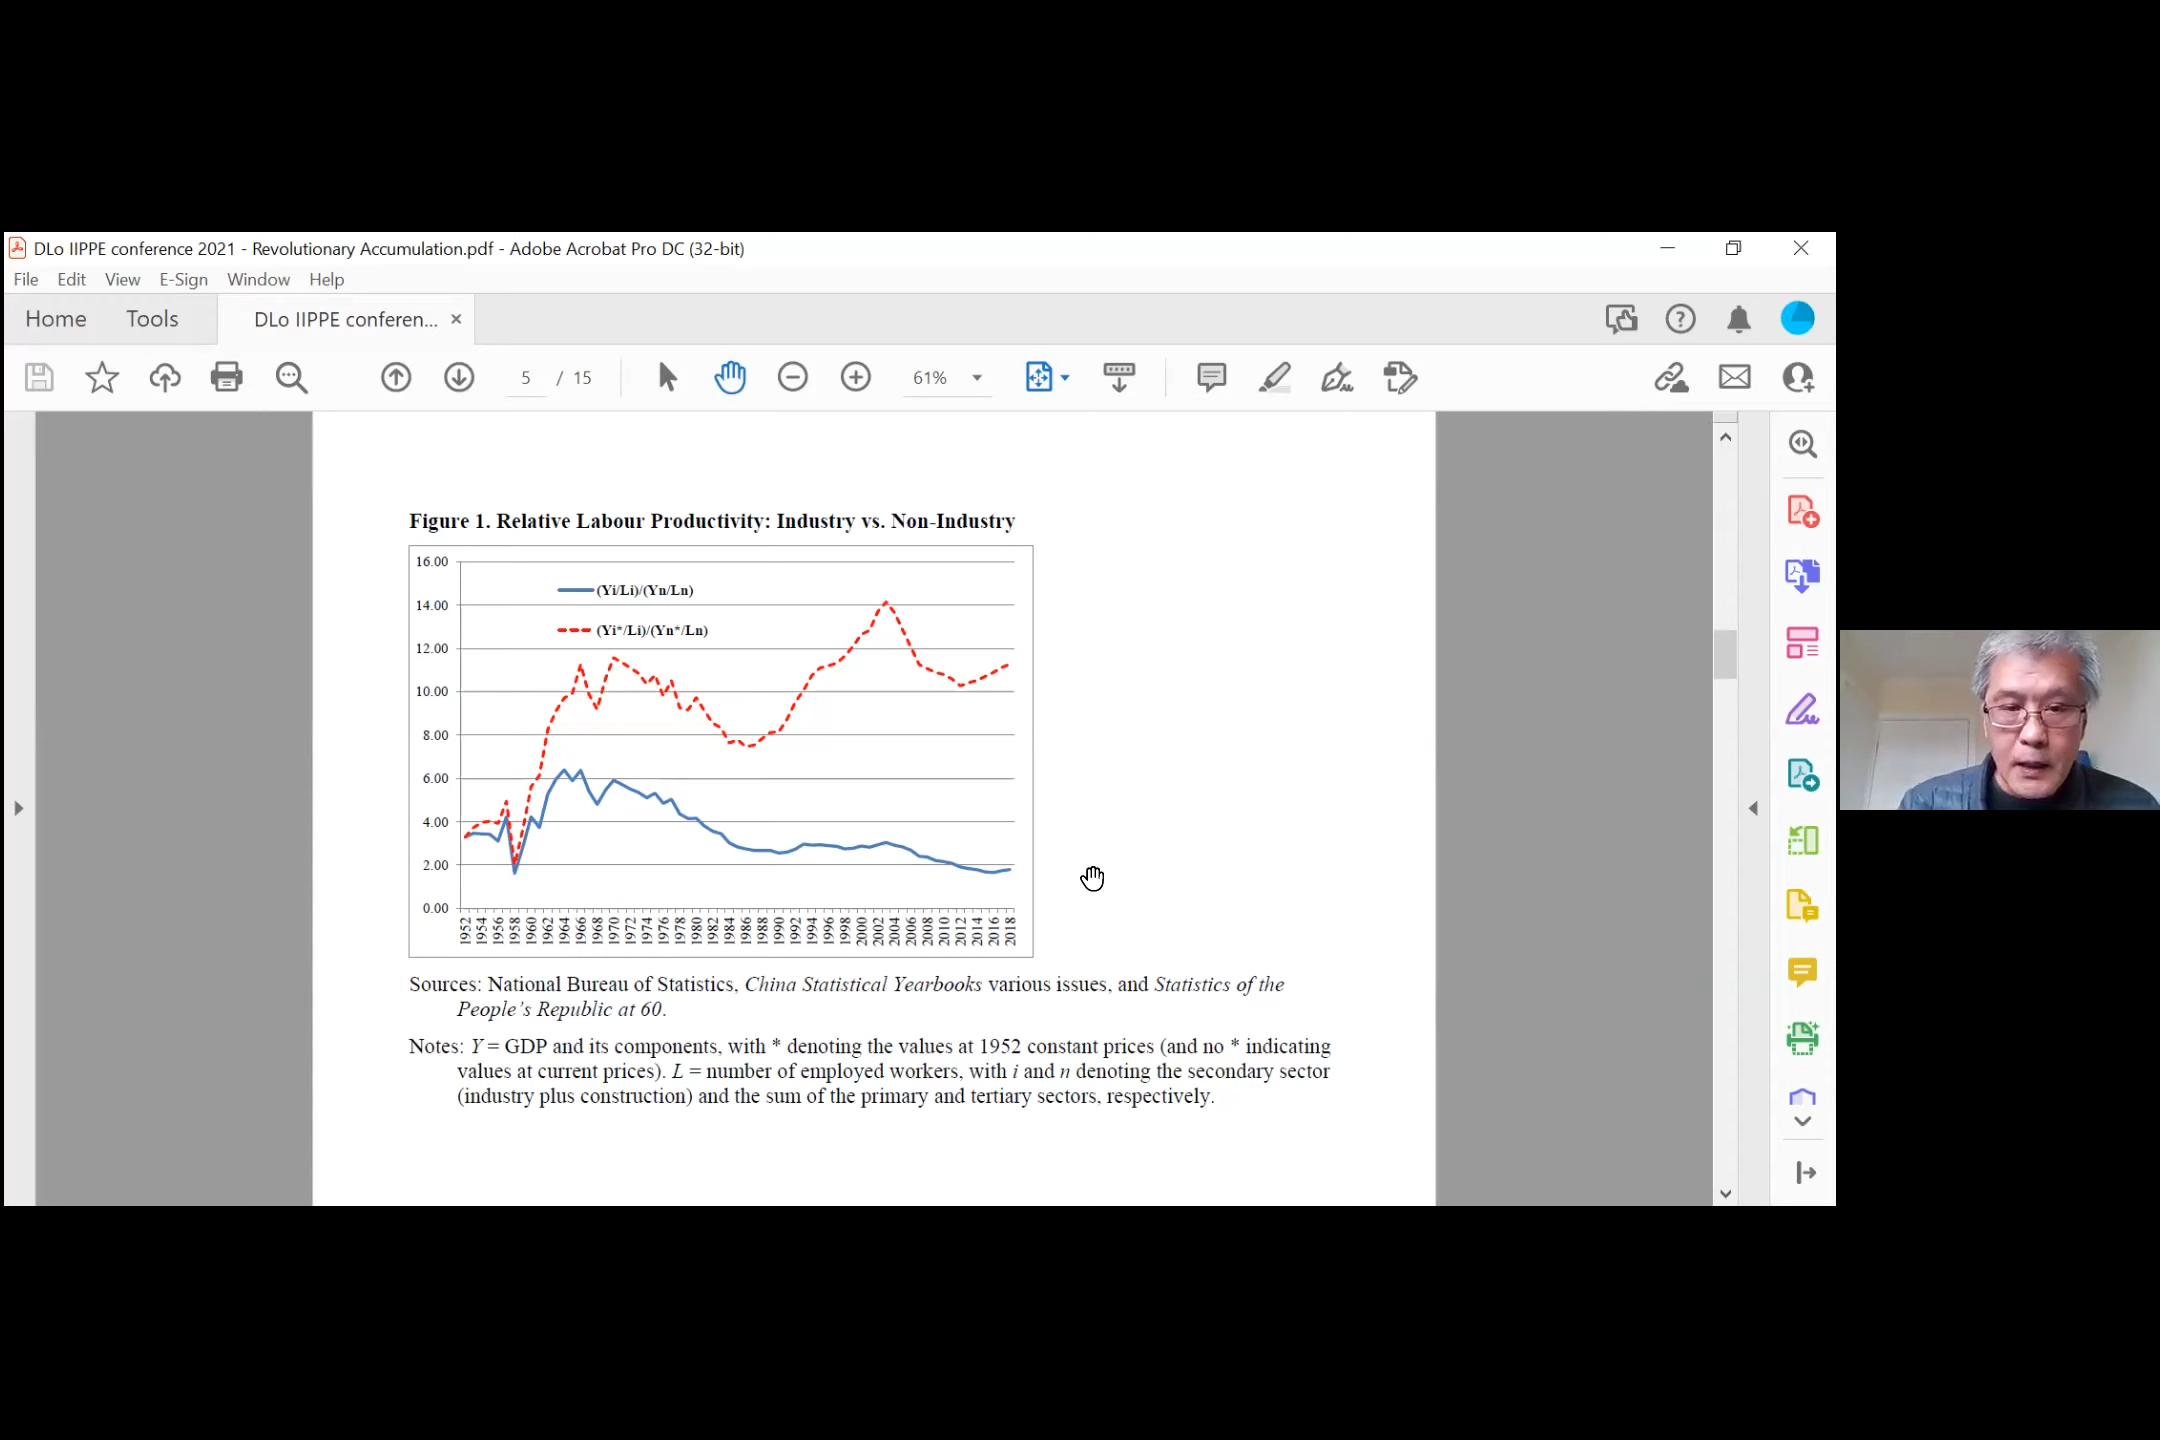 DLo IIPPE conference 2021 - Revolutionary Accumulation.pdf - Adobe Acrobat Pro DC (32-bit)
File Edit View E-Sign Window Help
Home Tools DLo IIPPE conferen... ×
5 / 15 61%
Figure 1. Relative Labour Productivity: Industry vs. Non-Industry
16.00
(Yi/Li)/(Yn/Ln)
14.00
(Yi*/Li)/(Yn*/Ln)
12.00
10.00
8.00
6.00
4.00
2.00
0.00
1952 1954 1956 1958 1960 1962 1964 1966 1968 1970 1972 1974 1976 1978 1980 1982 1984 1986 1988 1990 1992 1994 1996 1998 2000 2002 2004 2006 2008 2010 2012 2014 2016 2018
Sources: National Bureau of Statistics, China Statistical Yearbooks various issues, and Statistics of the
People's Republic at 60.
Notes: Y = GDP and its components, with * denoting the values at 1952 constant prices (and no * indicating
values at current prices). L = number of employed workers, with i and n denoting the secondary sector
(industry plus construction) and the sum of the primary and tertiary sectors, respectively.